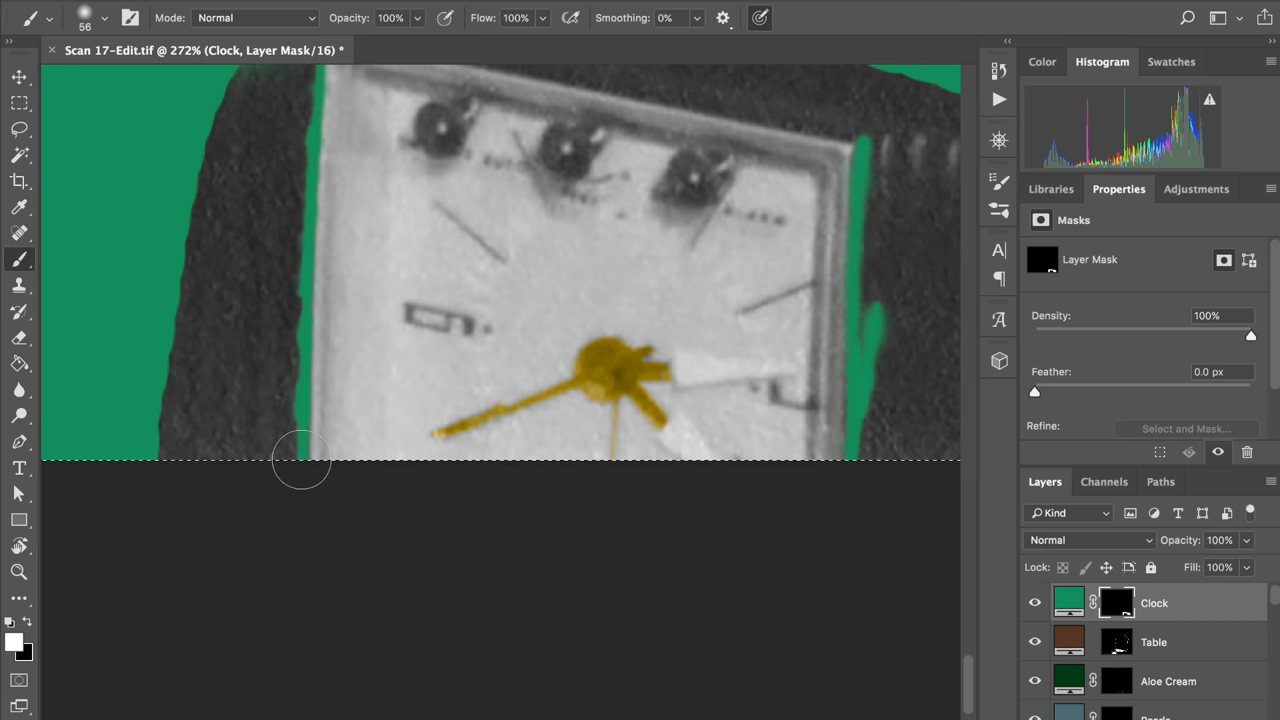 56
Mode:
Normal
Opacity:
100%
Flow:
100%
Smoothing:
0%
Scan 17-Edit.tif @ 272% (Clock, Layer Mask/16) *
Color
Histogram
Swatches
Libraries
Properties
Adjustments
Masks
Layer Mask
Density:
100%
Feather:
0.0 px
Refine:
Select and Mask...
Layers
Channels
Paths
Kind
Normal
Opacity:
100%
Lock:
Fill:
100%
Clock
Table
Aloe Cream